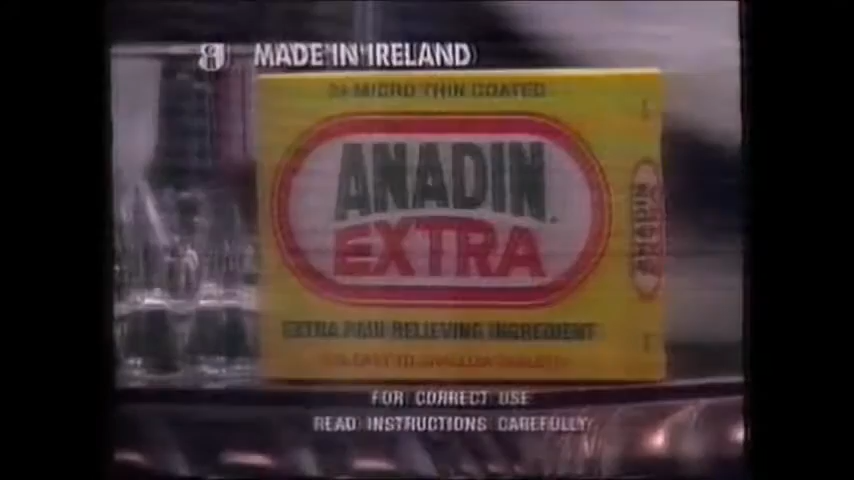 MADE IN IRELAND
MICRO THIN COATED
ANADIN
EXTRA
ANADIN
EXTRA PAIN RELIEVING INGREDIENT
FOR CORRECT USE
READ INSTRUCTIONS CAREFULLY